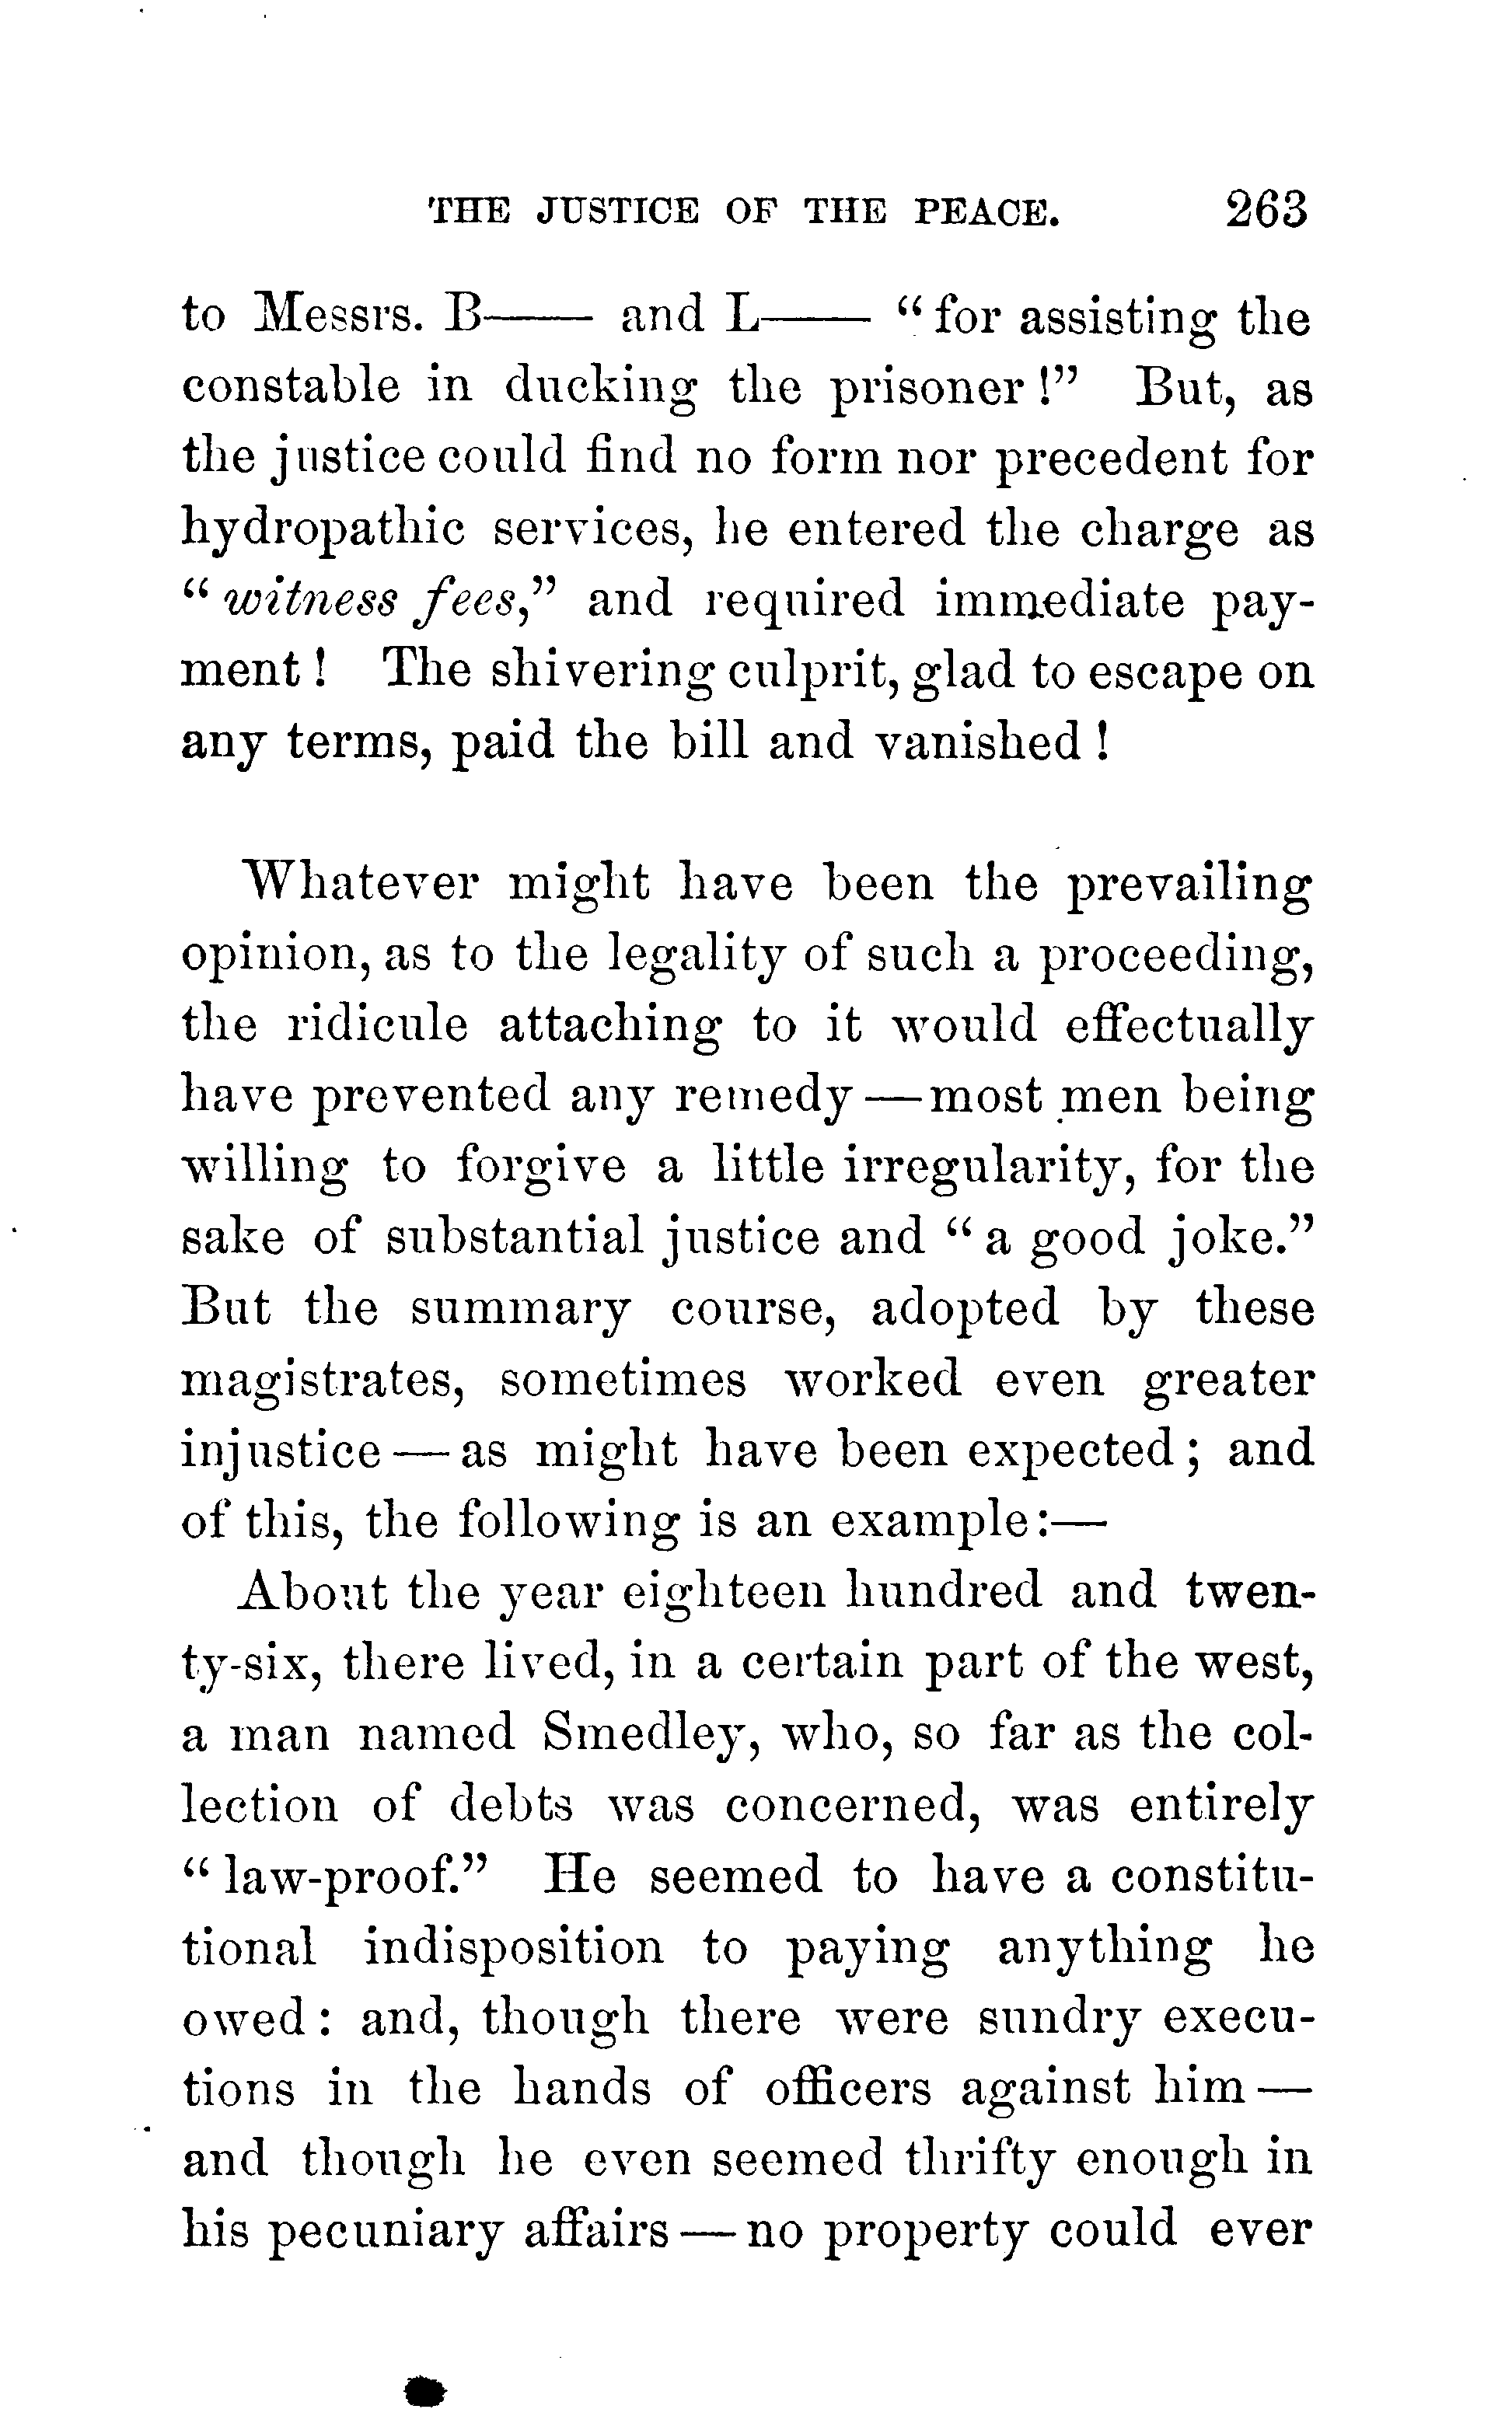 THE JUSTICE OF THE PEACE. 263
to Messrs. B—— and L—— “for assisting the
constable in ducking the prisoner!” But, as
the justice could find no form nor precedent for
hydropathic services, he entered the charge as
“witness fees,” and required immediate pay-
ment! The shivering culprit, glad to escape on
any terms, paid the bill and vanished!
Whatever might have been the prevailing
opinion, as to the legality of such a proceeding,
the ridicule attaching to it would effectually
have prevented any remedy—most men being
willing to forgive a little irregularity, for the
sake of substantial justice and “a good joke.”
But the summary course, adopted by these
magistrates, sometimes worked even greater
injustice—as might have been expected; and
of this, the following is an example:—
About the year eighteen hundred and twen-
ty-six, there lived, in a certain part of the west,
a man named Smedley, who, so far as the col-
lection of debts was concerned, was entirely
“law-proof.” He seemed to have a constitu-
tional indisposition to paying anything he
owed: and, though there were sundry execu-
tions in the hands of officers against him—
and though he even seemed thrifty enough in
his pecuniary affairs—no property could ever